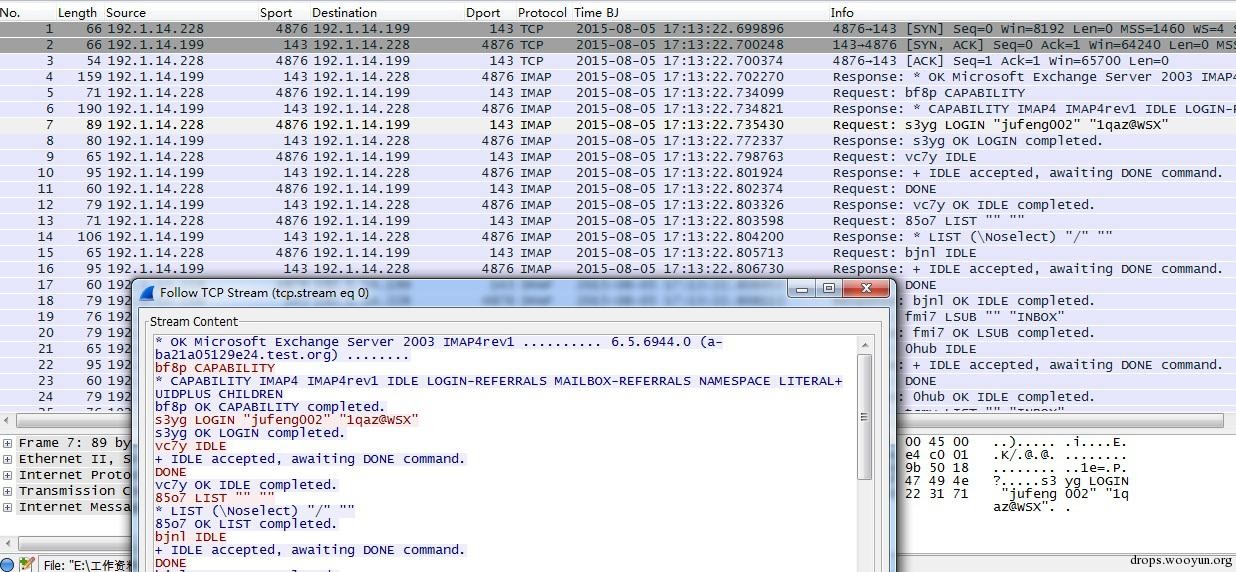 No. Length Source Sport Destination Dport Protocol Time BJ Info
1 66 192.1.14.228 4876 192.1.14.199 143 TCP 2015-08-05 17:13:22.699896 4876→143 [SYN] Seq=0 Win=8192 Len=0 MSS=1460 WS=4
2 66 192.1.14.199 143 192.1.14.228 4876 TCP 2015-08-05 17:13:22.700248 143→4876 [SYN, ACK] Seq=0 Ack=1 Win=64240 Len=0
3 54 192.1.14.228 4876 192.1.14.199 143 TCP 2015-08-05 17:13:22.700374 4876→143 [ACK] Seq=1 Ack=1 Win=65700 Len=0
4 159 192.1.14.199 143 192.1.14.228 4876 IMAP 2015-08-05 17:13:22.702270 Response: * OK Microsoft Exchange Server 2003 IMAP4
5 71 192.1.14.228 4876 192.1.14.199 143 IMAP 2015-08-05 17:13:22.734099 Request: bf8p CAPABILITY
6 190 192.1.14.199 143 192.1.14.228 4876 IMAP 2015-08-05 17:13:22.734821 Response: * CAPABILITY IMAP4 IMAP4rev1 IDLE LOGIN-
7 89 192.1.14.228 4876 192.1.14.199 143 IMAP 2015-08-05 17:13:22.735430 Request: s3yg LOGIN "jufeng002" "1qaz@WSX"
8 80 192.1.14.199 143 192.1.14.228 4876 IMAP 2015-08-05 17:13:22.772337 Response: s3yg OK LOGIN completed.
9 65 192.1.14.228 4876 192.1.14.199 143 IMAP 2015-08-05 17:13:22.798763 Request: vc7y IDLE
10 95 192.1.14.199 143 192.1.14.228 4876 IMAP 2015-08-05 17:13:22.801924 Response: + IDLE accepted, awaiting DONE command.
11 60 192.1.14.228 4876 192.1.14.199 143 IMAP 2015-08-05 17:13:22.802374 Request: DONE
12 79 192.1.14.199 143 192.1.14.228 4876 IMAP 2015-08-05 17:13:22.803326 Response: vc7y OK IDLE completed.
13 71 192.1.14.228 4876 192.1.14.199 143 IMAP 2015-08-05 17:13:22.803598 Request: 85o7 LIST "" ""
14 106 192.1.14.199 143 192.1.14.228 4876 IMAP 2015-08-05 17:13:22.804200 Response: * LIST (\Noselect) "/" ""
15 65 192.1.14.228 4876 192.1.14.199 143 IMAP 2015-08-05 17:13:22.805713 Request: bjnl IDLE
16 95 192.1.14.199 143 192.1.14.228 4876 IMAP 2015-08-05 17:13:22.806730 Response: + IDLE accepted, awaiting DONE command.
17 60 192.1.14.228 DONE
18 79 192.1.14.199 : bjnl OK IDLE completed.
19 76 192.1 fmi7 LSUB "" "INBOX"
20 79 192.1 : fmi7 OK LSUB completed.
21 65 192.1 0hub IDLE
22 95 192.1 : + IDLE accepted, awaiting DONE command.
23 60 192.1 DONE
24 79 192.1 : 0hub OK IDLE completed.
Follow TCP Stream (tcp.stream eq 0)
Stream Content
* OK Microsoft Exchange Server 2003 IMAP4rev1 .......... 6.5.6944.0 (a-
ba21a05129e24.test.org) ........
bf8p CAPABILITY
* CAPABILITY IMAP4 IMAP4rev1 IDLE LOGIN-REFERRALS MAILBOX-REFERRALS NAMESPACE LITERAL+
UIDPLUS CHILDREN
bf8p OK CAPABILITY completed.
s3yg LOGIN "jufeng002" "1qaz@WSX"
s3yg OK LOGIN completed.
vc7y IDLE
+ IDLE accepted, awaiting DONE command.
DONE
vc7y OK IDLE completed.
85o7 LIST "" ""
* LIST (\Noselect) "/" ""
85o7 OK LIST completed.
bjnl IDLE
+ IDLE accepted, awaiting DONE command.
DONE
Frame 7: 89 by
Ethernet II, S
Internet Proto
Transmission C
Internet Messa
00 45 00 ..)..... .i....E.
e4 c0 01 .K/.@.@. ........
9b 50 18 ........ ..1e=.P.
47 49 4e ?.....s3 yg LOGIN
22 31 71 "jufeng 002" "1q
az@WSX". .
File: "E:\工作资料
drops.wooyun.org